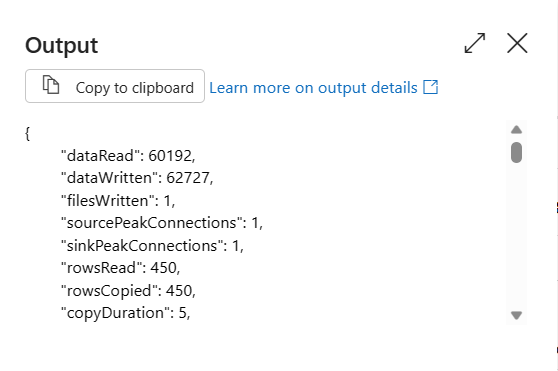 Output
Copy to clipboard Learn more on output details
{
"dataRead": 60192,
"dataWritten": 62727,
"filesWritten": 1,
"sourcePeakConnections": 1,
"sinkPeakConnections": 1,
"rowsRead": 450,
"rowsCopied": 450,
"copyDuration": 5,